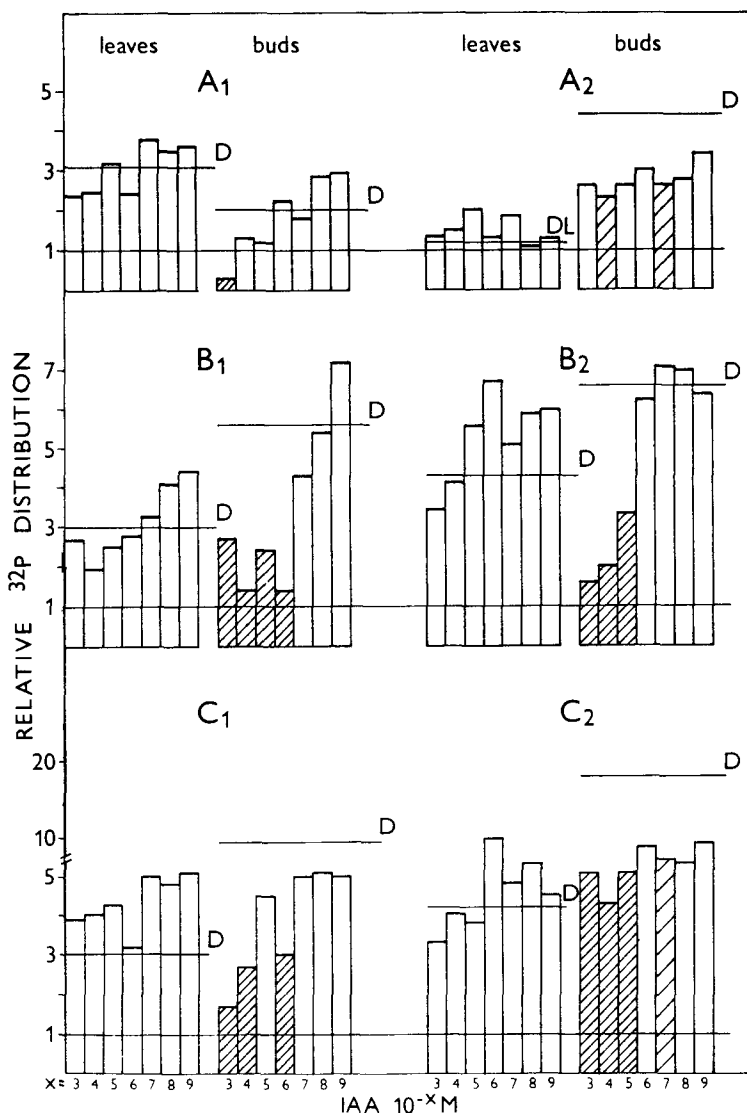 leaves buds leaves buds
A1 A2
5
3
1
D D DL D
B1 B2
7
5
3
1
D D D D
C1 C2
20
10
5
3
1
D D D D
RELATIVE 32P DISTRIBUTION
X= 3 4 5 6 7 8 9 3 4 5 6 7 8 9 3 4 5 6 7 8 9 3 4 5 6 7 8 9
IAA 10-xM